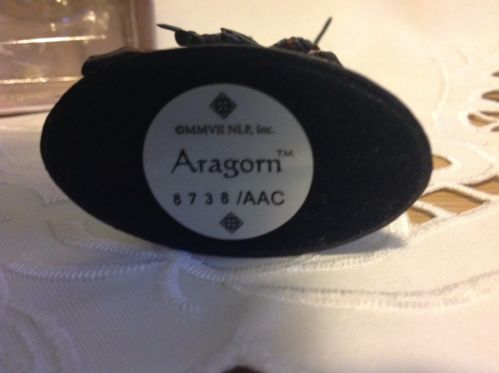 ©MMVII NLP, Inc.
Aragorn™
8738/AAC